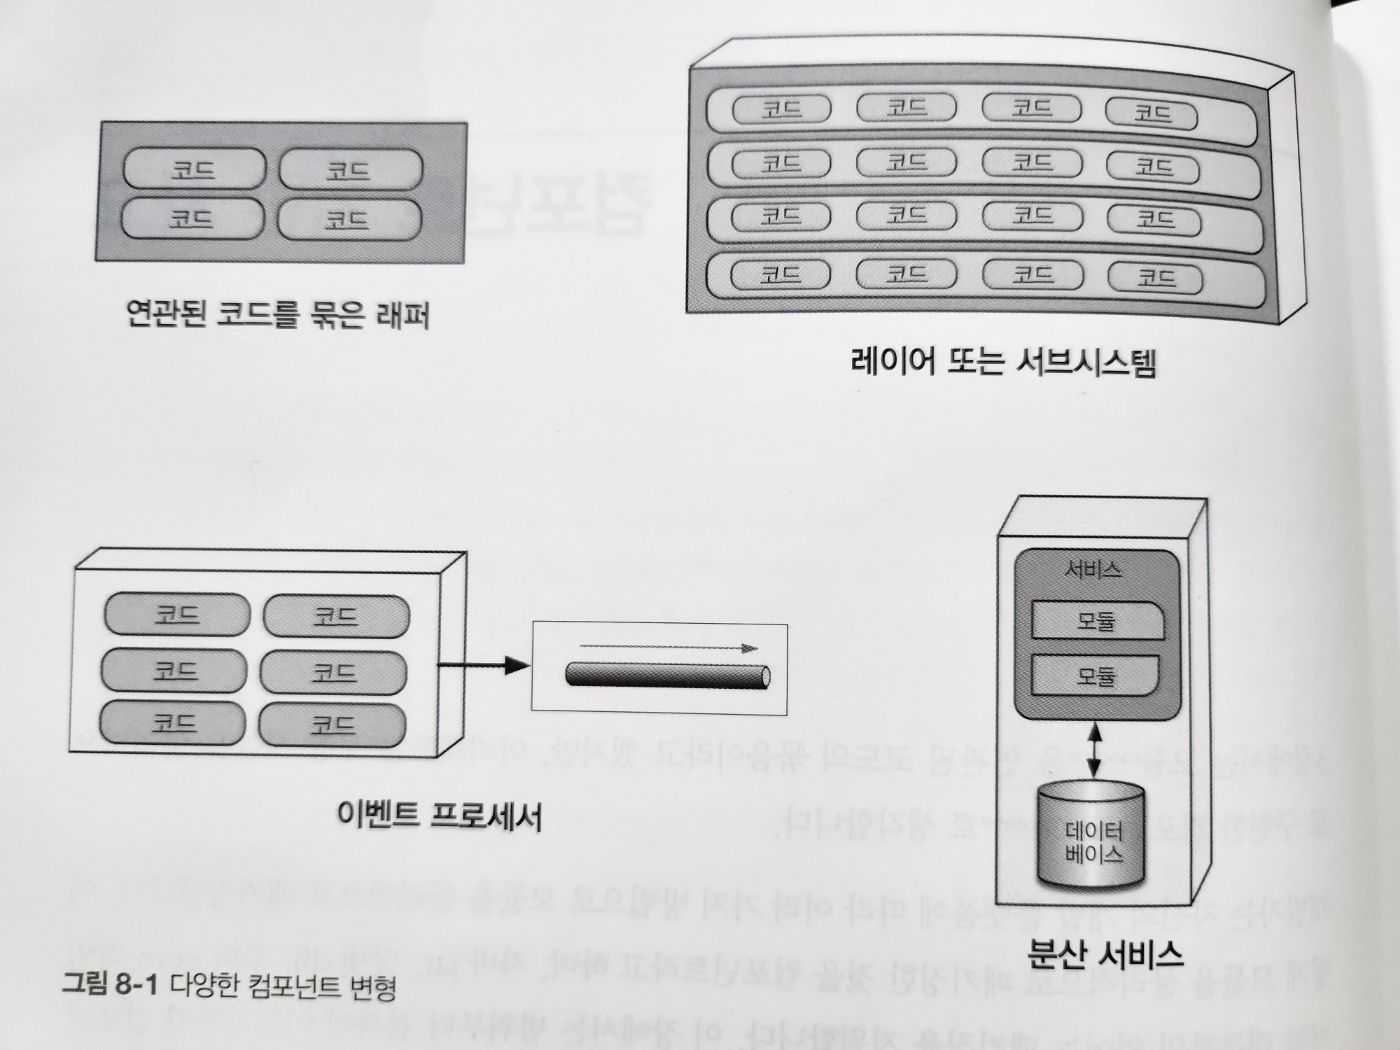 코드 코드
코드 코드
연관된 코드를 묶은 래퍼
코드 코드 코드 코드
코드 코드 코드 코드
코드 코드 코드 코드
코드 코드 코드 코드
레이어 또는 서브시스템
코드 코드
코드 코드
코드 코드
이벤트 프로세서
서비스
모듈
모듈
데이터
베이스
분산 서비스
그림 8-1 다양한 컴포넌트 변형